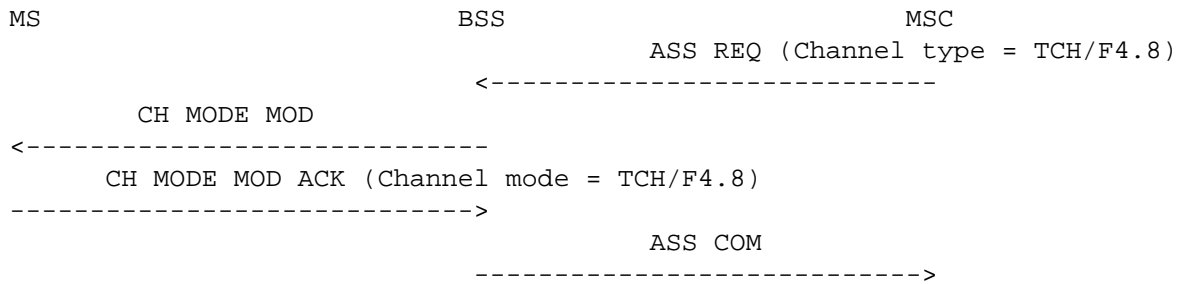 MS BSS MSC
ASS REQ (Channel type = TCH/F4.8)
<----------------------------
CH MODE MOD
<-----------------------------
CH MODE MOD ACK (Channel mode = TCH/F4.8)
----------------------------->
ASS COM
---------------------------->